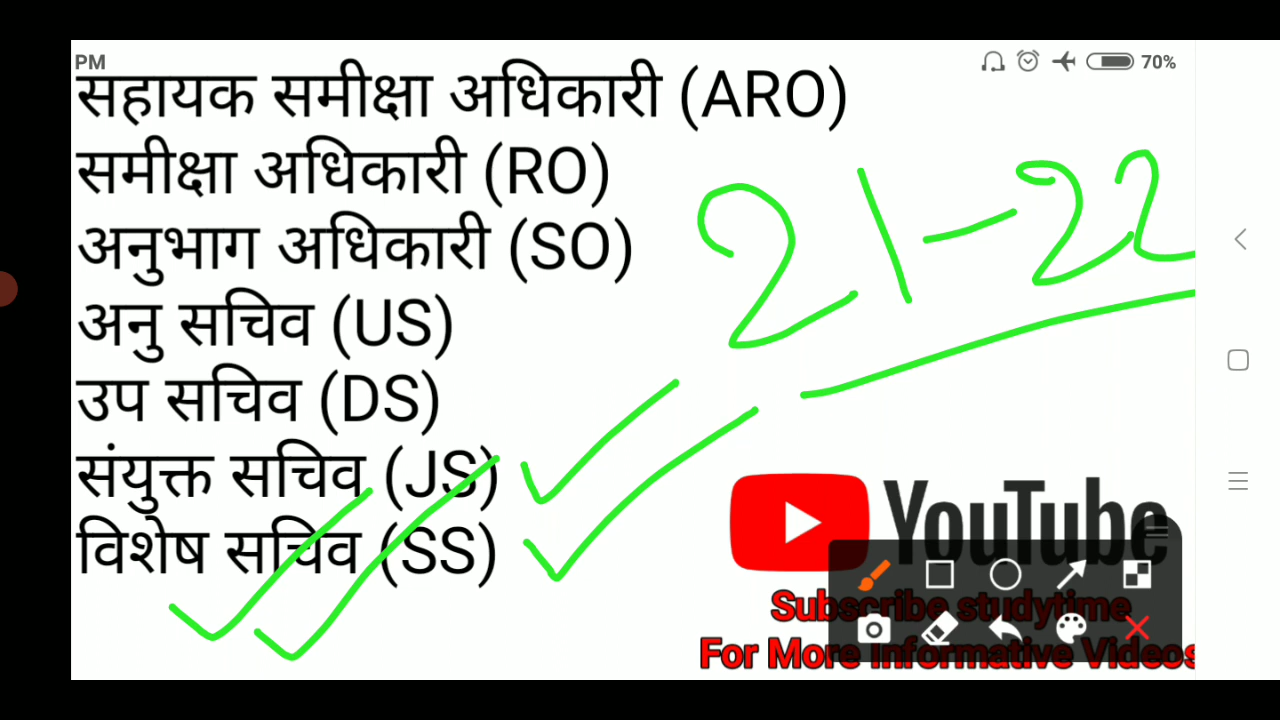 PM 70%
सहायक समीक्षा अधिकारी (ARO)
समीक्षा अधिकारी (RO)
अनुभाग अधिकारी (SO)
अनु सचिव (US)
उप सचिव (DS)
संयुक्त सचिव (JS)
विशेष सचिव (SS)
21-22
YouTube
Subscribe studytime
For More Informative Videos